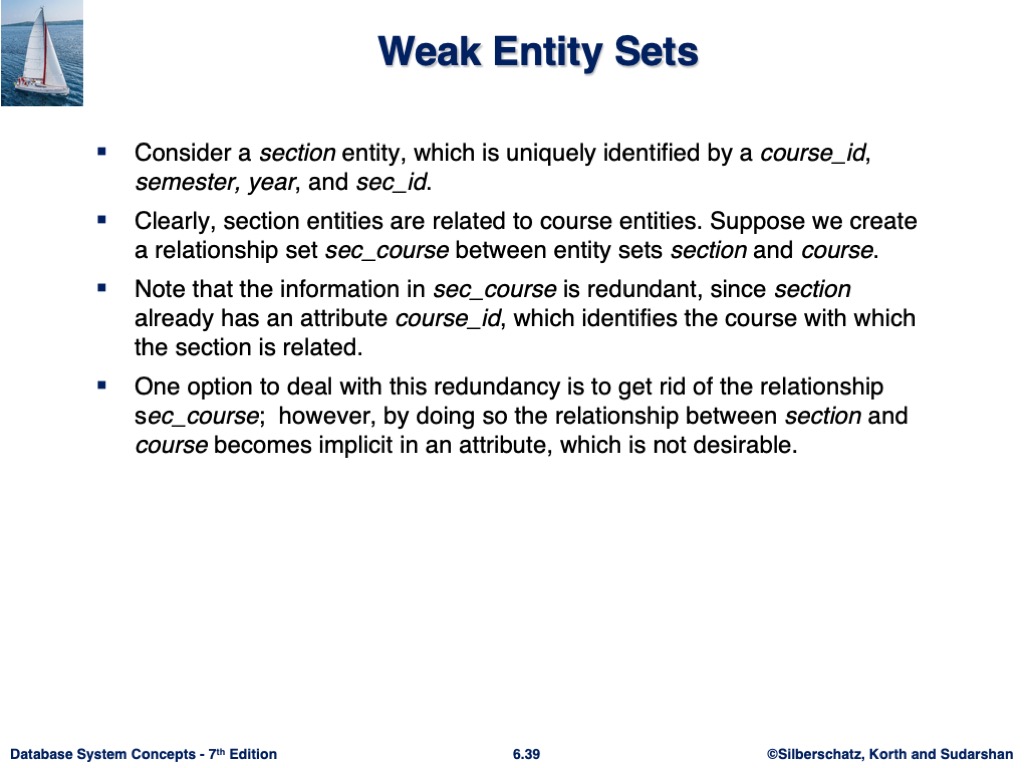 Weak Entity Sets
▪ Consider a section entity, which is uniquely identified by a course_id,
semester, year, and sec_id.
▪ Clearly, section entities are related to course entities. Suppose we create
a relationship set sec_course between entity sets section and course.
▪ Note that the information in sec_course is redundant, since section
already has an attribute course_id, which identifies the course with which
the section is related.
▪ One option to deal with this redundancy is to get rid of the relationship
sec_course;  however, by doing so the relationship between section and
course becomes implicit in an attribute, which is not desirable.
Database System Concepts - 7th Edition
6.39
©Silberschatz, Korth and Sudarshan